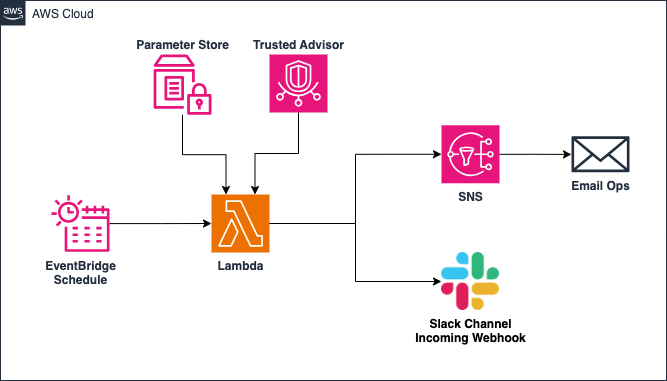 aws
AWS Cloud
Parameter Store
Trusted Advisor
EventBridge
Schedule
Lambda
SNS
Email Ops
Slack Channel
Incoming Webhook